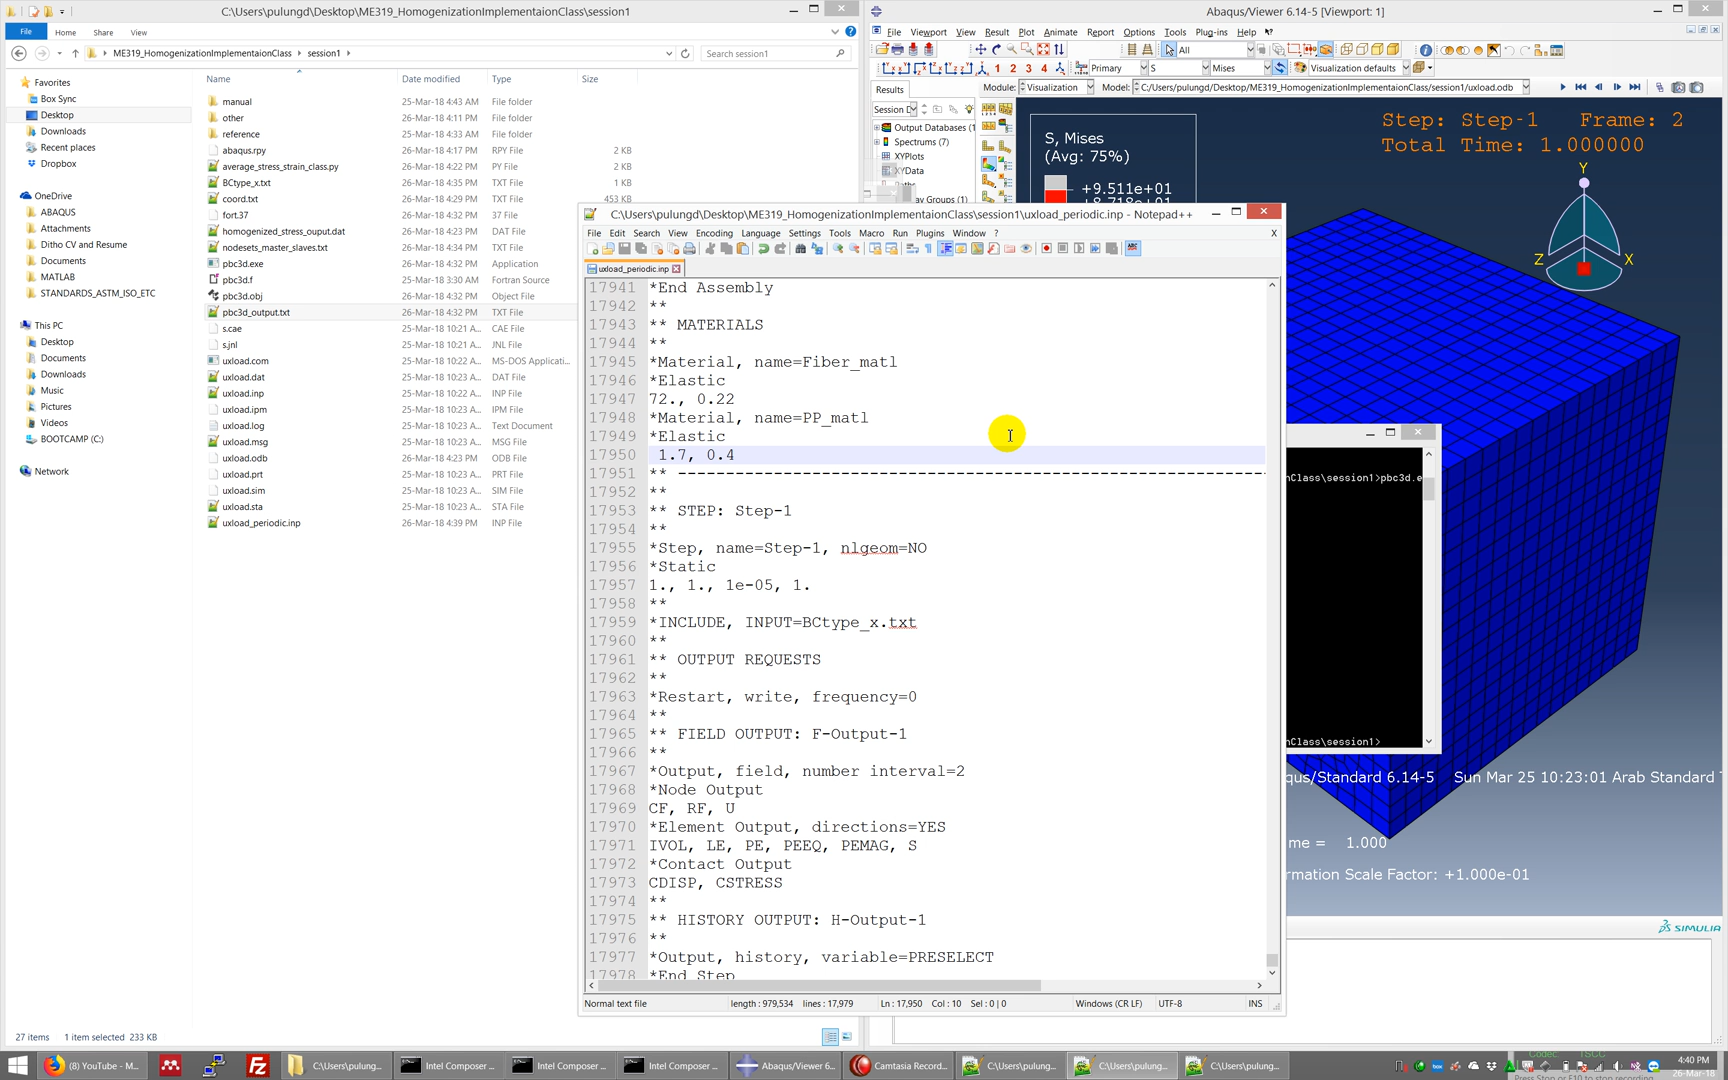 C:\Users\pulungd\Desktop\ME319_HomogenizationImplementaionClass\session1
File Home Share View
ME319_HomogenizationImplementaionClass session1
Search session1
Favorites
Box Sync
Desktop
Downloads
Recent places
Dropbox
OneDrive
ABAQUS
Attachments
Ditho CV and Resume
Documents
MATLAB
STANDARDS_ASTM_ISO_ETC
This PC
Desktop
Documents
Downloads
Music
Pictures
Videos
BOOTCAMP (C:)
Network
Name Date modified Type Size
manual 25-Mar-18 4:43 AM File folder
other 26-Mar-18 4:11 PM File folder
reference 25-Mar-18 4:33 AM File folder
abaqus.rpy 26-Mar-18 4:17 PM RPY File 2 KB
average_stress_strain_class.py 26-Mar-18 4:22 PM PY File 2 KB
BCtype_x.txt 26-Mar-18 4:35 PM TXT File 1 KB
coord.txt 26-Mar-18 4:29 PM TXT File 453 KB
fort.37 26-Mar-18 4:32 PM 37 File
homogenized_stress_ouput.dat 26-Mar-18 4:23 PM DAT File
nodesets_master_slaves.txt 26-Mar-18 4:34 PM TXT File
pbc3d.exe 26-Mar-18 4:32 PM Application
pbc3d.f 26-Mar-18 3:30 AM Fortran Source
pbc3d.obj 26-Mar-18 4:32 PM Object File
pbc3d_output.txt 26-Mar-18 4:32 PM TXT File
s.cae 25-Mar-18 10:21 A... CAE File
s.jnl 25-Mar-18 10:21 A... JNL File
uxload.com 25-Mar-18 10:22 A... MS-DOS Applicati...
uxload.dat 25-Mar-18 10:23 A... DAT File
uxload.inp 25-Mar-18 10:22 A... INP File
uxload.ipm 25-Mar-18 10:23 A... IPM File
uxload.log 25-Mar-18 10:23 A... Text Document
uxload.msg 25-Mar-18 10:23 A... MSG File
uxload.odb 26-Mar-18 4:23 PM ODB File
uxload.prt 25-Mar-18 10:23 A... PRT File
uxload.sim 25-Mar-18 10:23 A... SIM File
uxload.sta 25-Mar-18 10:23 A... STA File
uxload_periodic.inp 26-Mar-18 4:39 PM INP File
27 items 1 item selected 233 KB
Abaqus/Viewer 6.14-5 [Viewport: 1]
File Viewport View Result Plot Animate Report Options Tools Plug-ins Help
All
1 2 3 4 Primary S Mises Visualization defaults
Results Module: Visualization Model: C:/Users/pulungd/Desktop/ME319_HomogenizationImplementaionClass/session1/uxload.odb
Session D
Output Databases (1
Spectrums (7)
XYPlots
XYData
ay Groups (1)
S, Mises
(Avg: 75%)
+9.511e+01
+8.718e+01
Step: Step-1 Frame: 2
Total Time: 1.000000
Y
Z X
C:\Users\pulungd\Desktop\ME319_HomogenizationImplementaionClass\session1\uxload_periodic.inp - Notepad++
File Edit Search View Encoding Language Settings Tools Macro Run Plugins Window ? X
uxload_periodic.inp
17941 *End Assembly
17942 **
17943 ** MATERIALS
17944 **
17945 *Material, name=Fiber_matl
17946 *Elastic
17947 72., 0.22
17948 *Material, name=PP_matl
17949 *Elastic
17950 1.7, 0.4
17951 ** ----------------------------------------------------------------
17952 **
17953 ** STEP: Step-1
17954 **
17955 *Step, name=Step-1, nlgeom=NO
17956 *Static
17957 1., 1., 1e-05, 1.
17958 **
17959 *INCLUDE, INPUT=BCtype_x.txt
17960 **
17961 ** OUTPUT REQUESTS
17962 **
17963 *Restart, write, frequency=0
17964 **
17965 ** FIELD OUTPUT: F-Output-1
17966 **
17967 *Output, field, number interval=2
17968 *Node Output
17969 CF, RF, U
17970 *Element Output, directions=YES
17971 IVOL, LE, PE, PEEQ, PEMAG, S
17972 *Contact Output
17973 CDISP, CSTRESS
17974 **
17975 ** HISTORY OUTPUT: H-Output-1
17976 **
17977 *Output, history, variable=PRESELECT
17978 *End Step
Normal text file length : 979,534 lines : 17,979 Ln : 17,950 Col : 10 Sel : 0 | 0 Windows (CR LF) UTF-8 INS
nClass\session1>pbc3d.e
nClass\session1>
qus/Standard 6.14-5 Sun Mar 25 10:23:01 Arab Standard T
me = 1.000
rmation Scale Factor: +1.000e-01
SIMULIA
(8) YouTube - M... C:\Users\pulung... Intel Composer ... Intel Composer ... Intel Composer ... Abaqus/Viewer 6... Camtasia Record... C:\Users\pulung... C:\Users\pulung... C:\Users\pulung...
4:40 PM
26-Mar-18